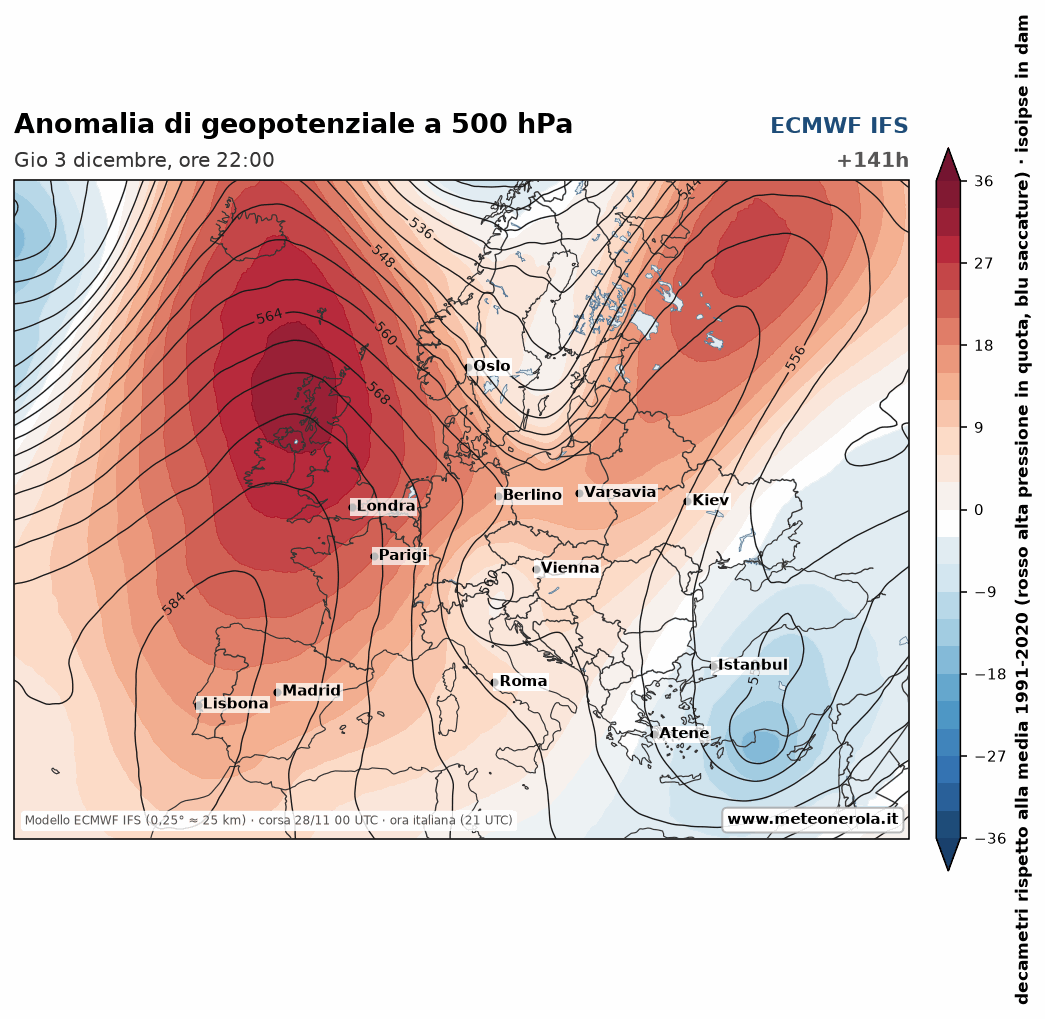 Anomalia di geopotenziale a 500 hPa
ECMWF IFS
Gio 3 dicembre, ore 22:00
+141h
544
536
548
564
560
568
556
Oslo
Berlino
Varsavia
Kiev
Londra
Parigi
Vienna
560
584
Istanbul
Roma
Madrid
Lisbona
Atene
Modello ECMWF IFS (0,25° ≈ 25 km) · corsa 28/11 00 UTC · ora italiana (21 UTC)
www.meteonerola.it
36
27
18
9
0
−9
−18
−27
−36
decametri rispetto alla media 1991-2020 (rosso alta pressione in quota, blu saccature) · isoipse in dam